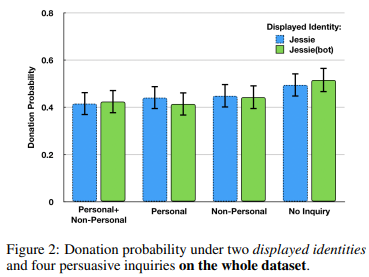 0.8
0.6
0.4
0.2
0
Donation Probability
Displayed Identity:
Jessie
Jessie(bot)
Personal+
Non-Personal
Personal
Non-Personal
No Inquiry
Figure 2: Donation probability under two displayed identities
and four persuasive inquiries on the whole dataset.